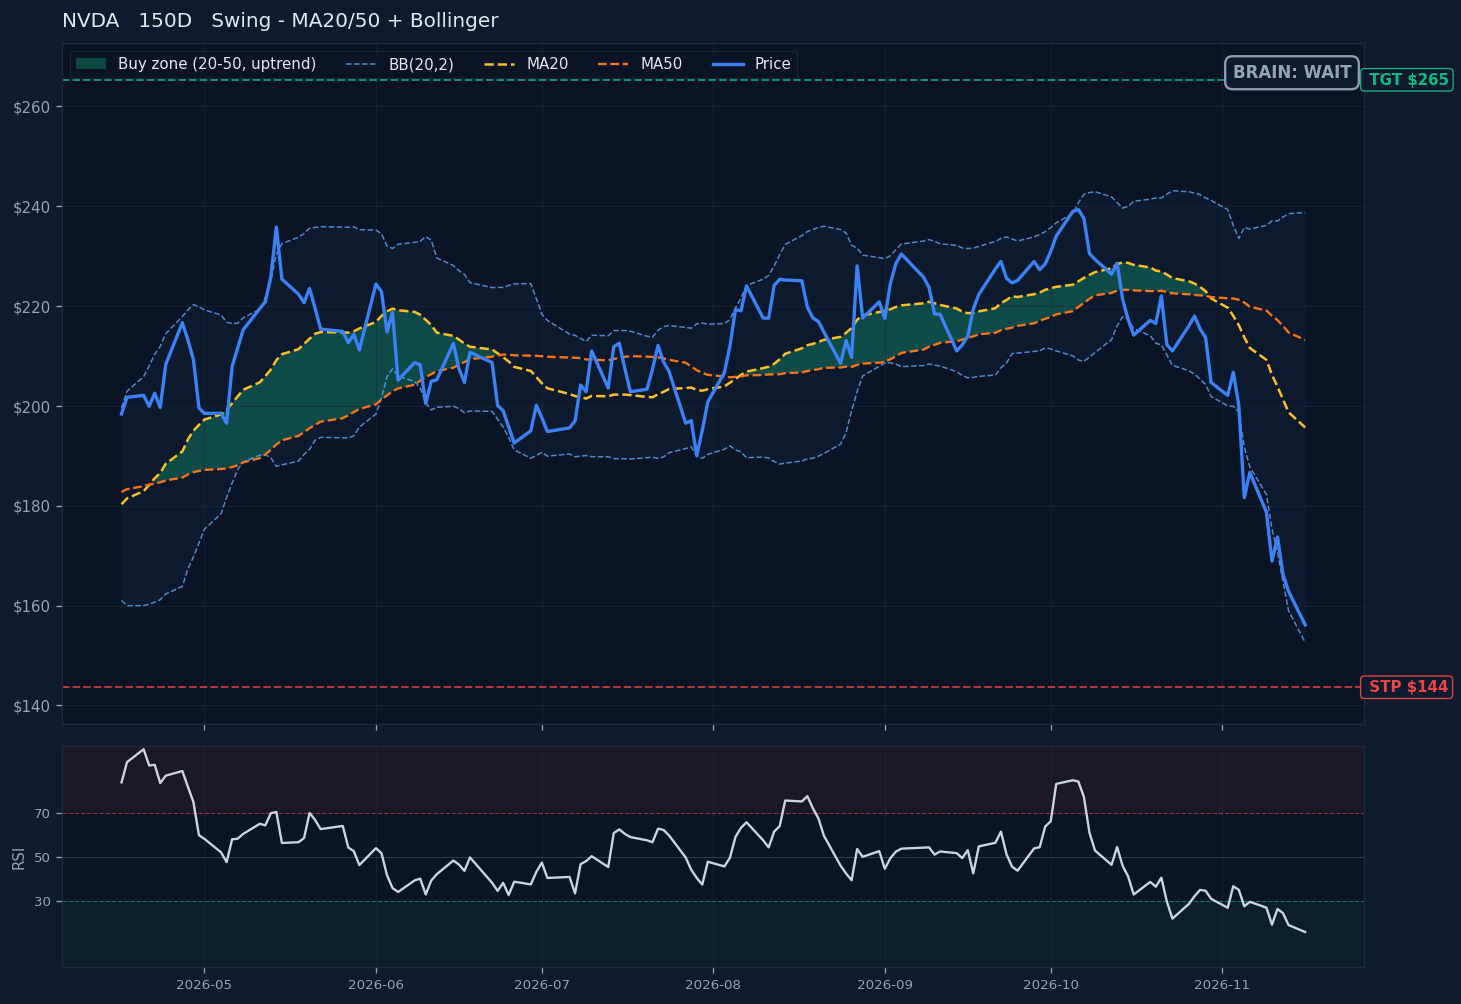 NVDA 150D Swing - MA20/50 + Bollinger
Buy zone (20-50, uptrend) BB(20,2) MA20 MA50 Price
BRAIN: WAIT
TGT $265
$260
$240
$220
$200
$180
$160
STP $144
$140
70
50
30
RSI
2026-05 2026-06 2026-07 2026-08 2026-09 2026-10 2026-11